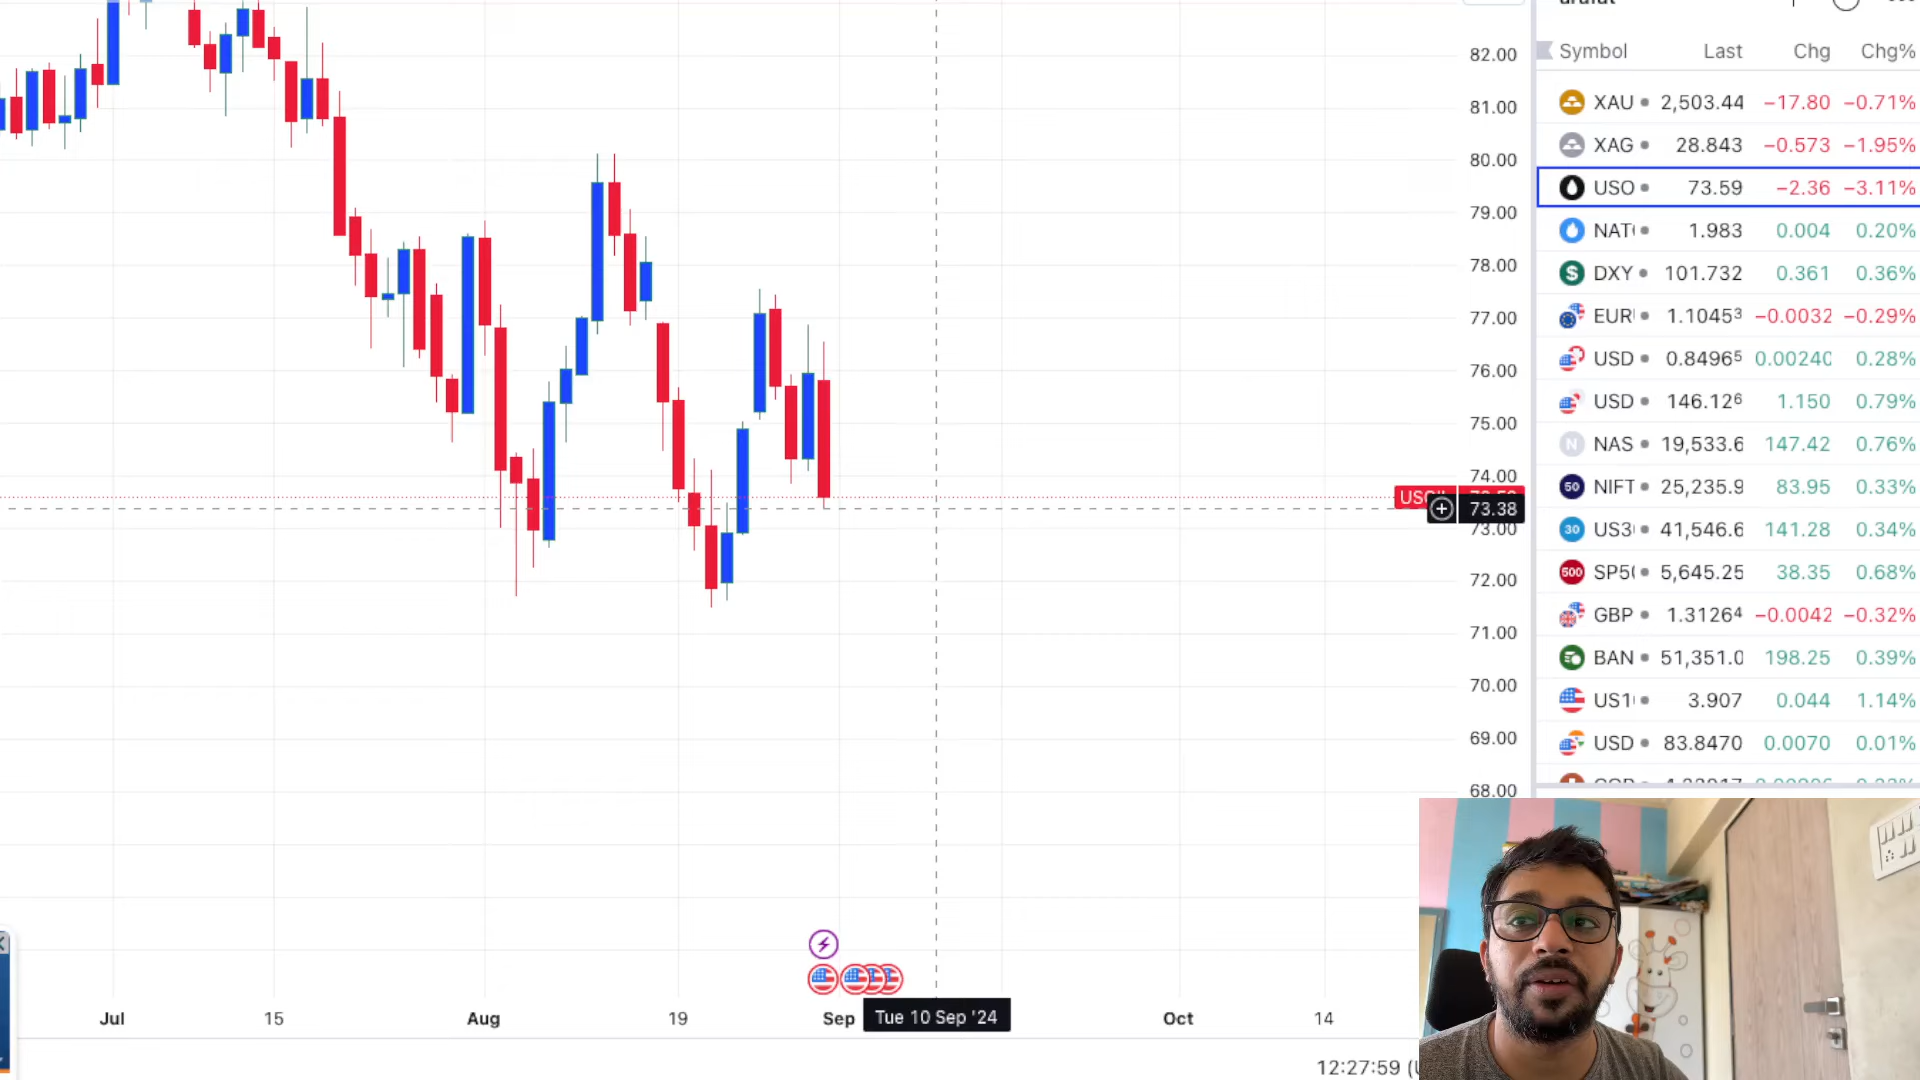 Symbol Last Chg Chg%
XAU 2,503.44 −17.80 −0.71%
XAG 28.843 −0.573 −1.95%
USO 73.59 −2.36 −3.11%
NAT 1.983 0.004 0.20%
DXY 101.732 0.361 0.36%
EUR 1.10453 −0.0032 −0.29%
USD 0.84965 0.00240 0.28%
USD 146.126 1.150 0.79%
N NAS 19,533.6 147.42 0.76%
50 NIFT 25,235.9 83.95 0.33%
30 US3 41,546.6 141.28 0.34%
500 SP5 5,645.25 38.35 0.68%
GBP 1.31264 −0.0042 −0.32%
BAN 51,351.0 198.25 0.39%
US1 3.907 0.044 1.14%
USD 83.8470 0.0070 0.01%
82.00
81.00
80.00
79.00
78.00
77.00
76.00
75.00
74.00
73.38
73.00
72.00
71.00
70.00
69.00
68.00
Jul 15 Aug 19 Sep Tue 10 Sep '24 Oct 14
12:27:59